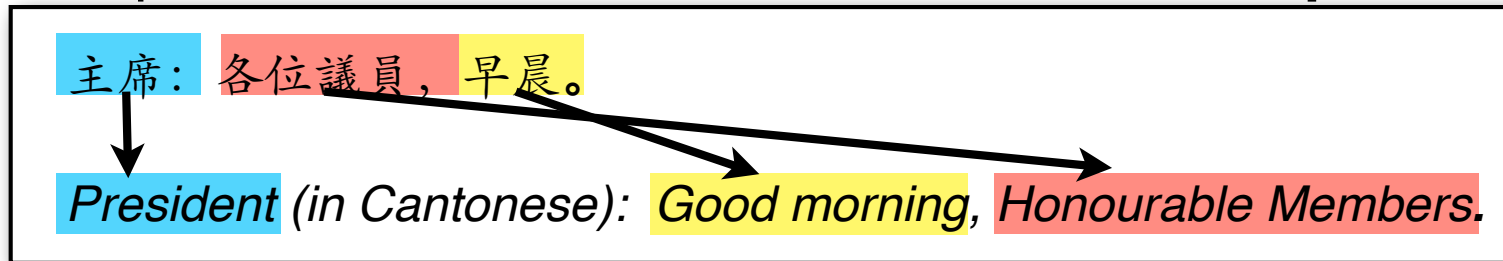 主席：各位議員，早晨。
President (in Cantonese): Good morning, Honourable Members.